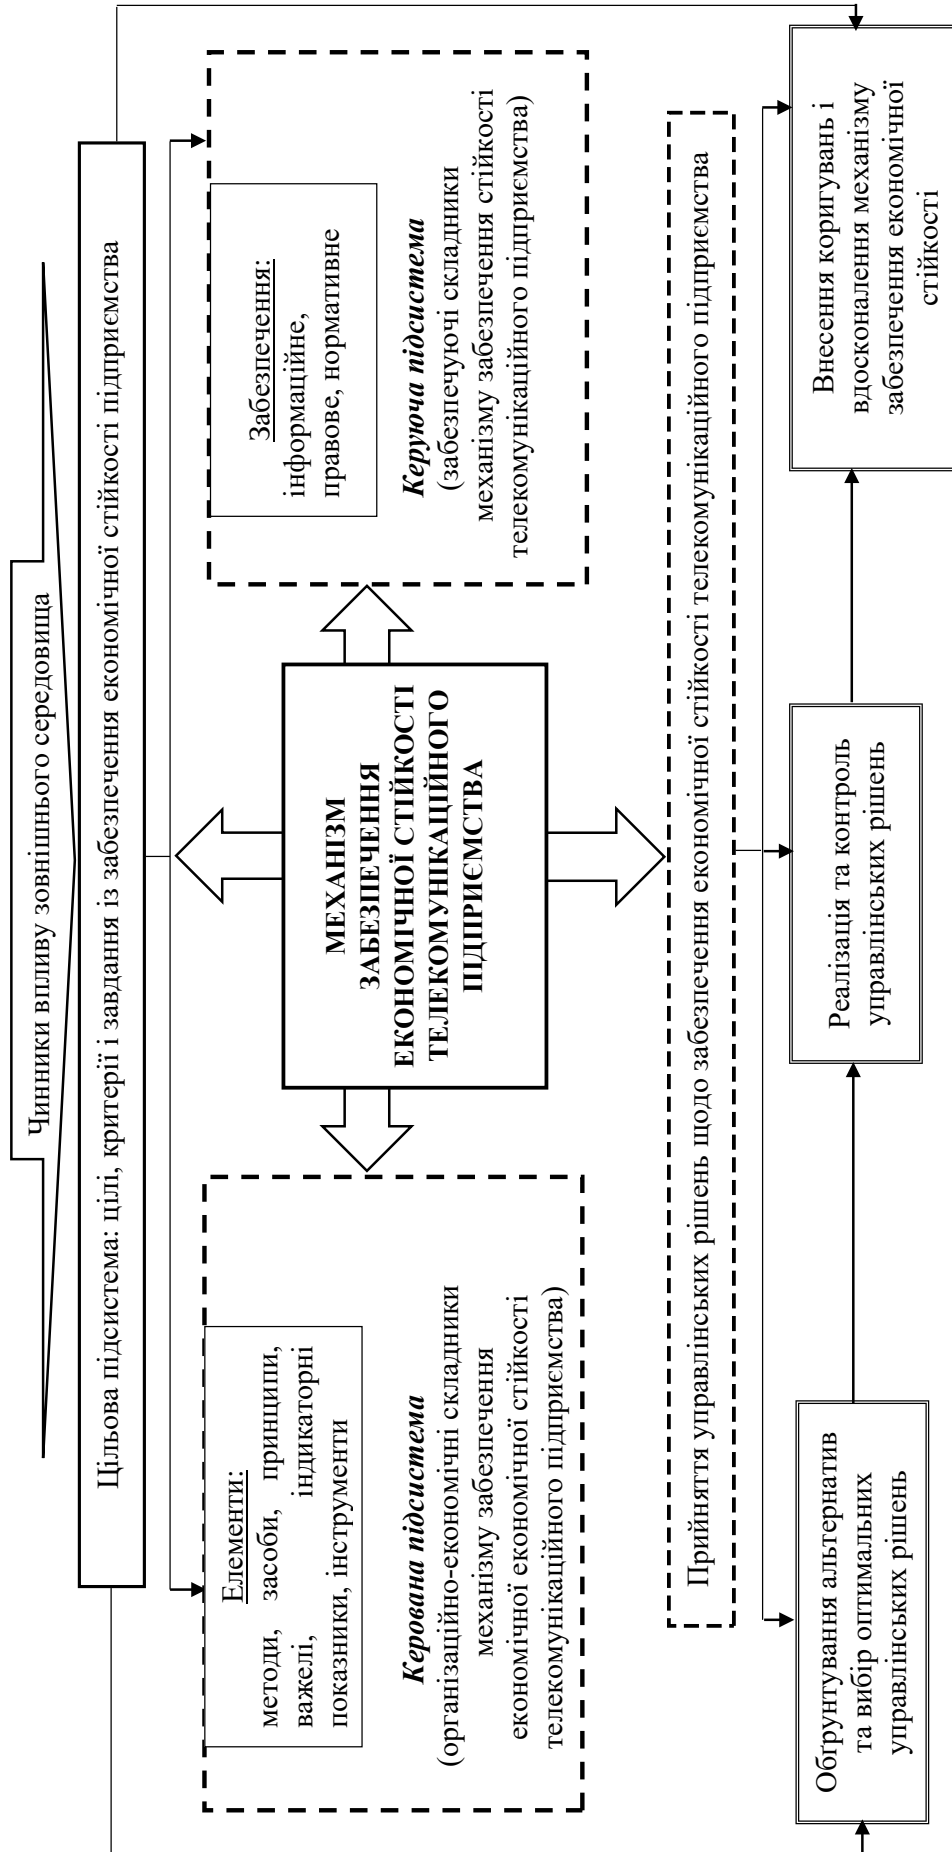 Чинники впливу зовнішнього середовища
Цільова підсистема: цілі, критерії і завдання із забезпечення економічної стійкості підприємства
Елементи:
методи, засоби, принципи,
важелі, індикаторні
показники, інструменти
Керована підсистема
(організаційно-економічні складники
механізму забезпечення
економічної економічної стійкості
телекомунікаційного підприємства)
МЕХАНІЗМ
ЗАБЕЗПЕЧЕННЯ
ЕКОНОМІЧНОЇ СТІЙКОСТІ
ТЕЛЕКОМУНІКАЦІЙНОГО
ПІДПРИЄМСТВА
Забезпечення:
інформаційне,
правове, нормативне
Керуюча підсистема
(забезпечуючі складники
механізму забезпечення стійкості
телекомунікаційного підприємства)
Прийняття управлінських рішень щодо забезпечення економічної стійкості телекомунікаційного підприємства
Обґрунтування альтернатив
та вибір оптимальних
управлінських рішень
Реалізація та контроль
управлінських рішень
Внесення коригувань і
вдосконалення механізму
забезпечення економічної
стійкості